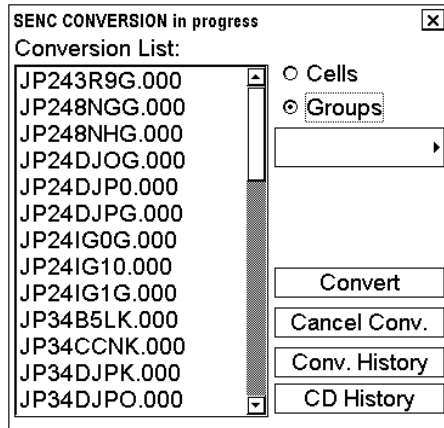 SENC CONVERSION in progress
Conversion List:
JP243R9G.000
JP248NGG.000
JP248NHG.000
JP24DJOG.000
JP24DJP0.000
JP24DJPG.000
JP24IG0G.000
JP24IG10.000
JP24IG1G.000
JP34B5LK.000
JP34CCNK.000
JP34DJPK.000
JP34DJPO.000
Cells
Groups
Convert
Cancel Conv.
Conv. History
CD History